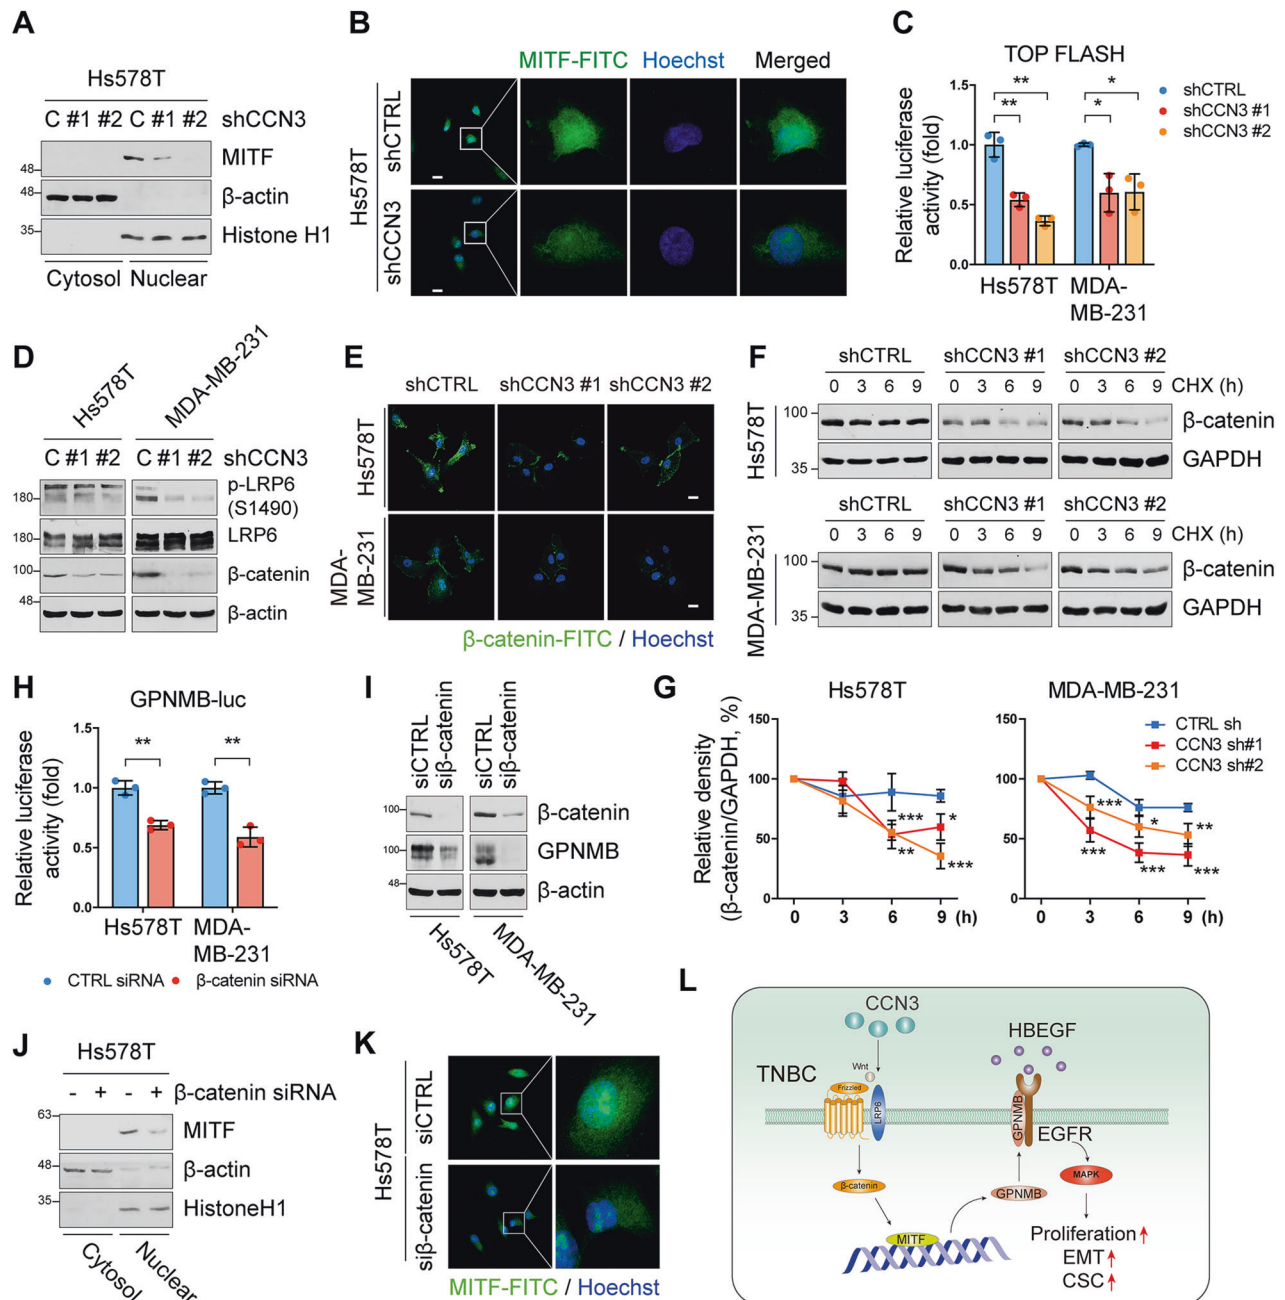 A
Hs578T
C #1 #2 C #1 #2 shCCN3
MITF
48
48
β-actin
35
Histone H1
Cytosol Nuclear
B
MITF-FITC Hoechst Merged
Hs578T
shCTRL
shCCN3
C
TOP FLASH
Relative luciferase
activity (fold)
1.5
1.0
0.5
0.0
** ** * *
shCTRL
shCCN3 #1
shCCN3 #2
Hs578T MDA-
MB-231
D
Hs578T MDA-MB-231
C #1 #2 C #1 #2 shCCN3
180
p-LRP6
(S1490)
180
LRP6
100
β-catenin
48
β-actin
E
shCTRL shCCN3 #1 shCCN3 #2
Hs578T
MDA-
MB-231
β-catenin-FITC / Hoechst
F
shCTRL shCCN3 #1 shCCN3 #2
0 3 6 9 0 3 6 9 0 3 6 9 CHX (h)
Hs578T
100
β-catenin
35
GAPDH
shCTRL shCCN3 #1 shCCN3 #2
0 3 6 9 0 3 6 9 0 3 6 9 CHX (h)
MDA-MB-231
100
β-catenin
35
GAPDH
H
GPNMB-luc
Relative luciferase
activity (fold)
1.5
1.0
0.5
0.0
** **
Hs578T MDA-
MB-231
CTRL siRNA β-catenin siRNA
I
siCTRL siβ-catenin siCTRL siβ-catenin
100
β-catenin
100
GPNMB
48
β-actin
Hs578T MDA-MB-231
G
Hs578T MDA-MB-231
Relative density
(β-catenin/GAPDH, %)
150
100
50
0
*** *
** ***
0 3 6 9 (h)
150
100
50
0
CTRL sh
CCN3 sh#1
CCN3 sh#2
*** * **
*** *** ***
0 3 6 9 (h)
J
Hs578T
- + - + β-catenin siRNA
63
MITF
48
β-actin
35
HistoneH1
Cytosol Nuclear
K
Hs578T
siCTRL
siβ-catenin
MITF-FITC / Hoechst
L
CCN3
HBEGF
TNBC
Wnt
Frizzled
LRP6
GPNMB
EGFR
β-catenin
GPNMB
MAPK
MITF
Proliferation
EMT
CSC